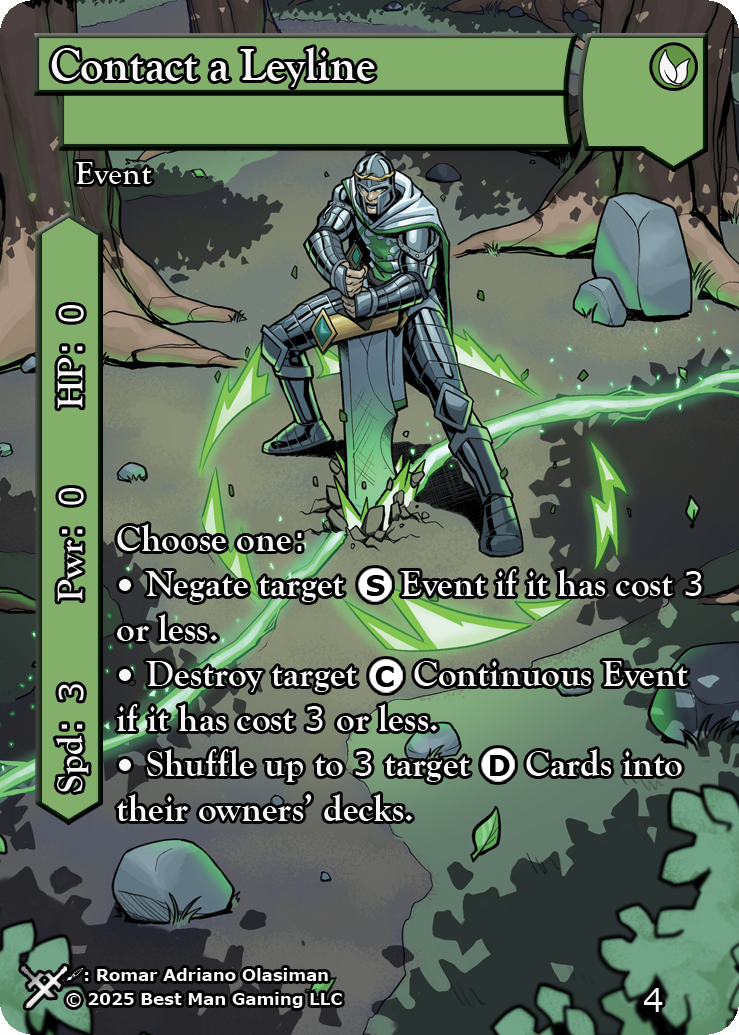 Contact a Leyline
Event
HP: 0
Pwr: 0
Spd: 3
Choose one:
• Negate target S Event if it has cost 3
or less.
• Destroy target C Continuous Event
if it has cost 3 or less.
• Shuffle up to 3 target D Cards into
their owners’ decks.
: Romar Adriano Olasiman
© 2025 Best Man Gaming LLC
4